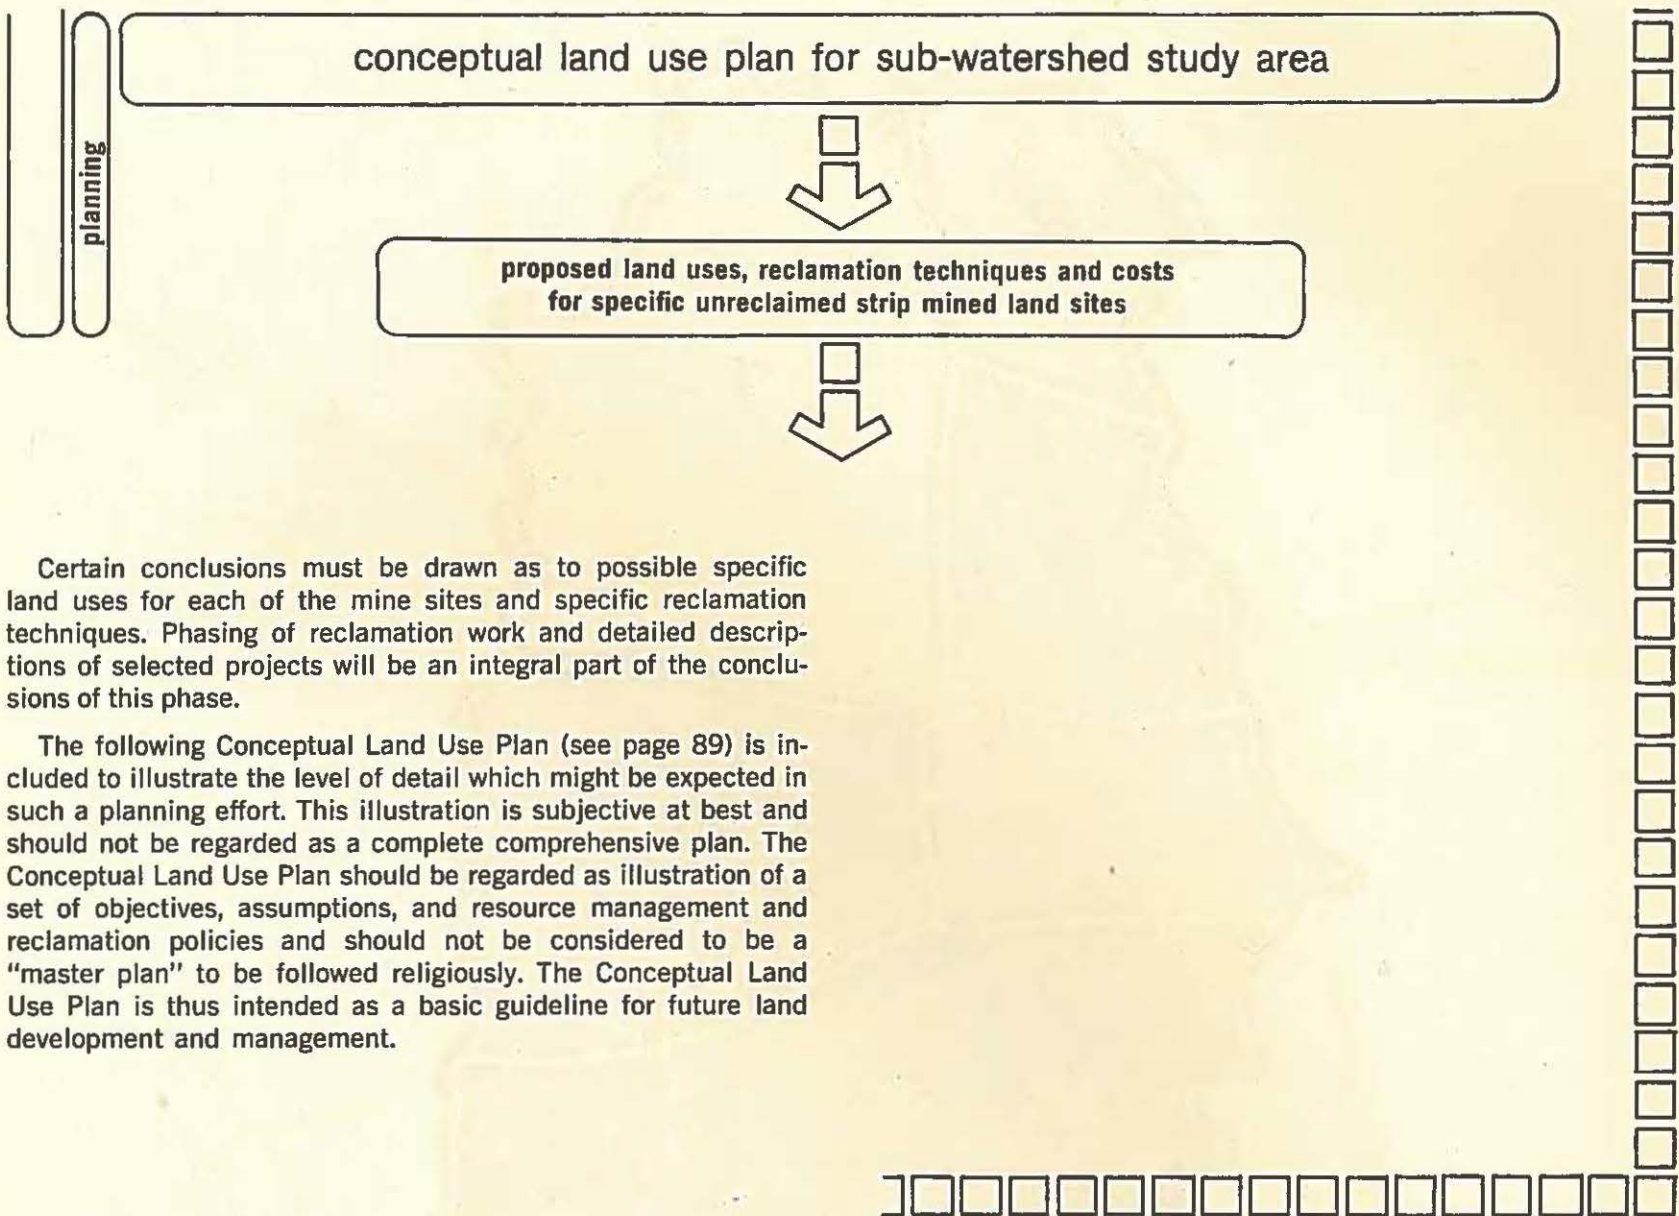 conceptual land use plan for sub-watershed study area
planning
proposed land uses, reclamation techniques and costs
for specific unreclaimed strip mined land sites
Certain conclusions must be drawn as to possible specific
land uses for each of the mine sites and specific reclamation
techniques. Phasing of reclamation work and detailed descrip-
tions of selected projects will be an integral part of the conclu-
sions of this phase.
The following Conceptual Land Use Plan (see page 89) is in-
cluded to illustrate the level of detail which might be expected in
such a planning effort. This illustration is subjective at best and
should not be regarded as a complete comprehensive plan. The
Conceptual Land Use Plan should be regarded as illustration of a
set of objectives, assumptions, and resource management and
reclamation policies and should not be considered to be a
"master plan" to be followed religiously. The Conceptual Land
Use Plan is thus intended as a basic guideline for future land
development and management.